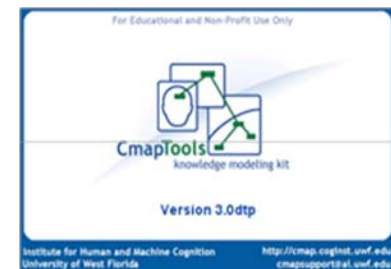 For Educational and Non-Profit Use Only
CmapTools
knowledge modeling kit
Version 3.0dtp
Institute for Human and Machine Cognition
University of West Florida
http://cmap.coginst.uwf.edu
cmapsupport@ai.uwf.edu